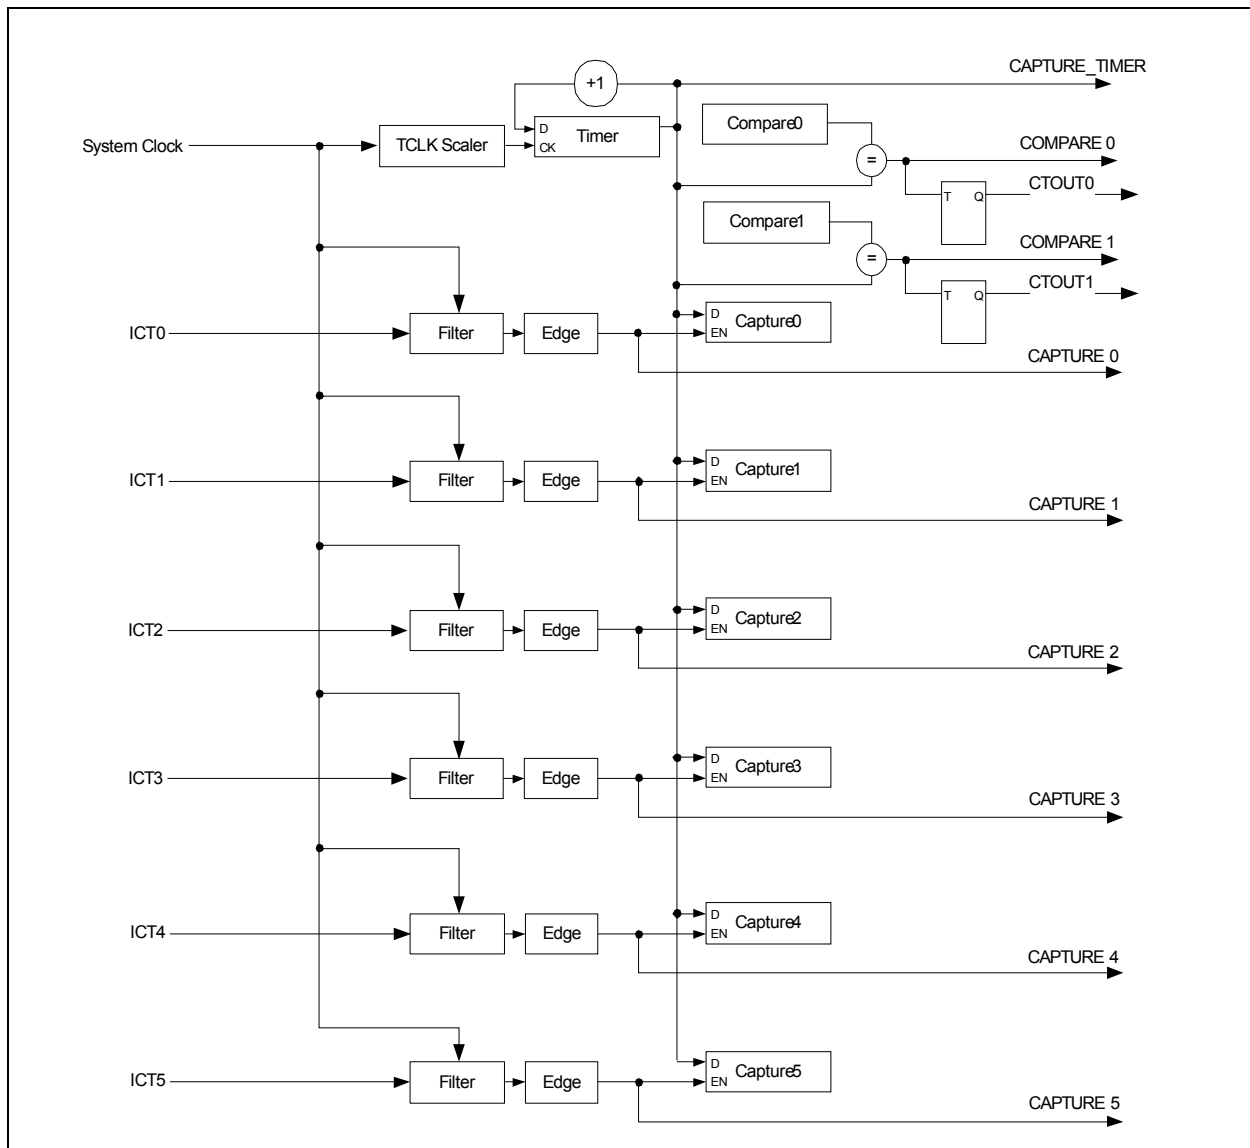 +1 CAPTURE_TIMER
Compare0
D Timer
System Clock TCLK Scaler CK
COMPARE 0
=
T Q CTOUT0
Compare1
COMPARE 1
=
T Q CTOUT1
D Capture0
ICT0 Filter Edge EN
CAPTURE 0
D Capture1
ICT1 Filter Edge EN
CAPTURE 1
D Capture2
ICT2 Filter Edge EN
CAPTURE 2
D Capture3
ICT3 Filter Edge EN
CAPTURE 3
D Capture4
ICT4 Filter Edge EN
CAPTURE 4
D Capture5
ICT5 Filter Edge EN
CAPTURE 5